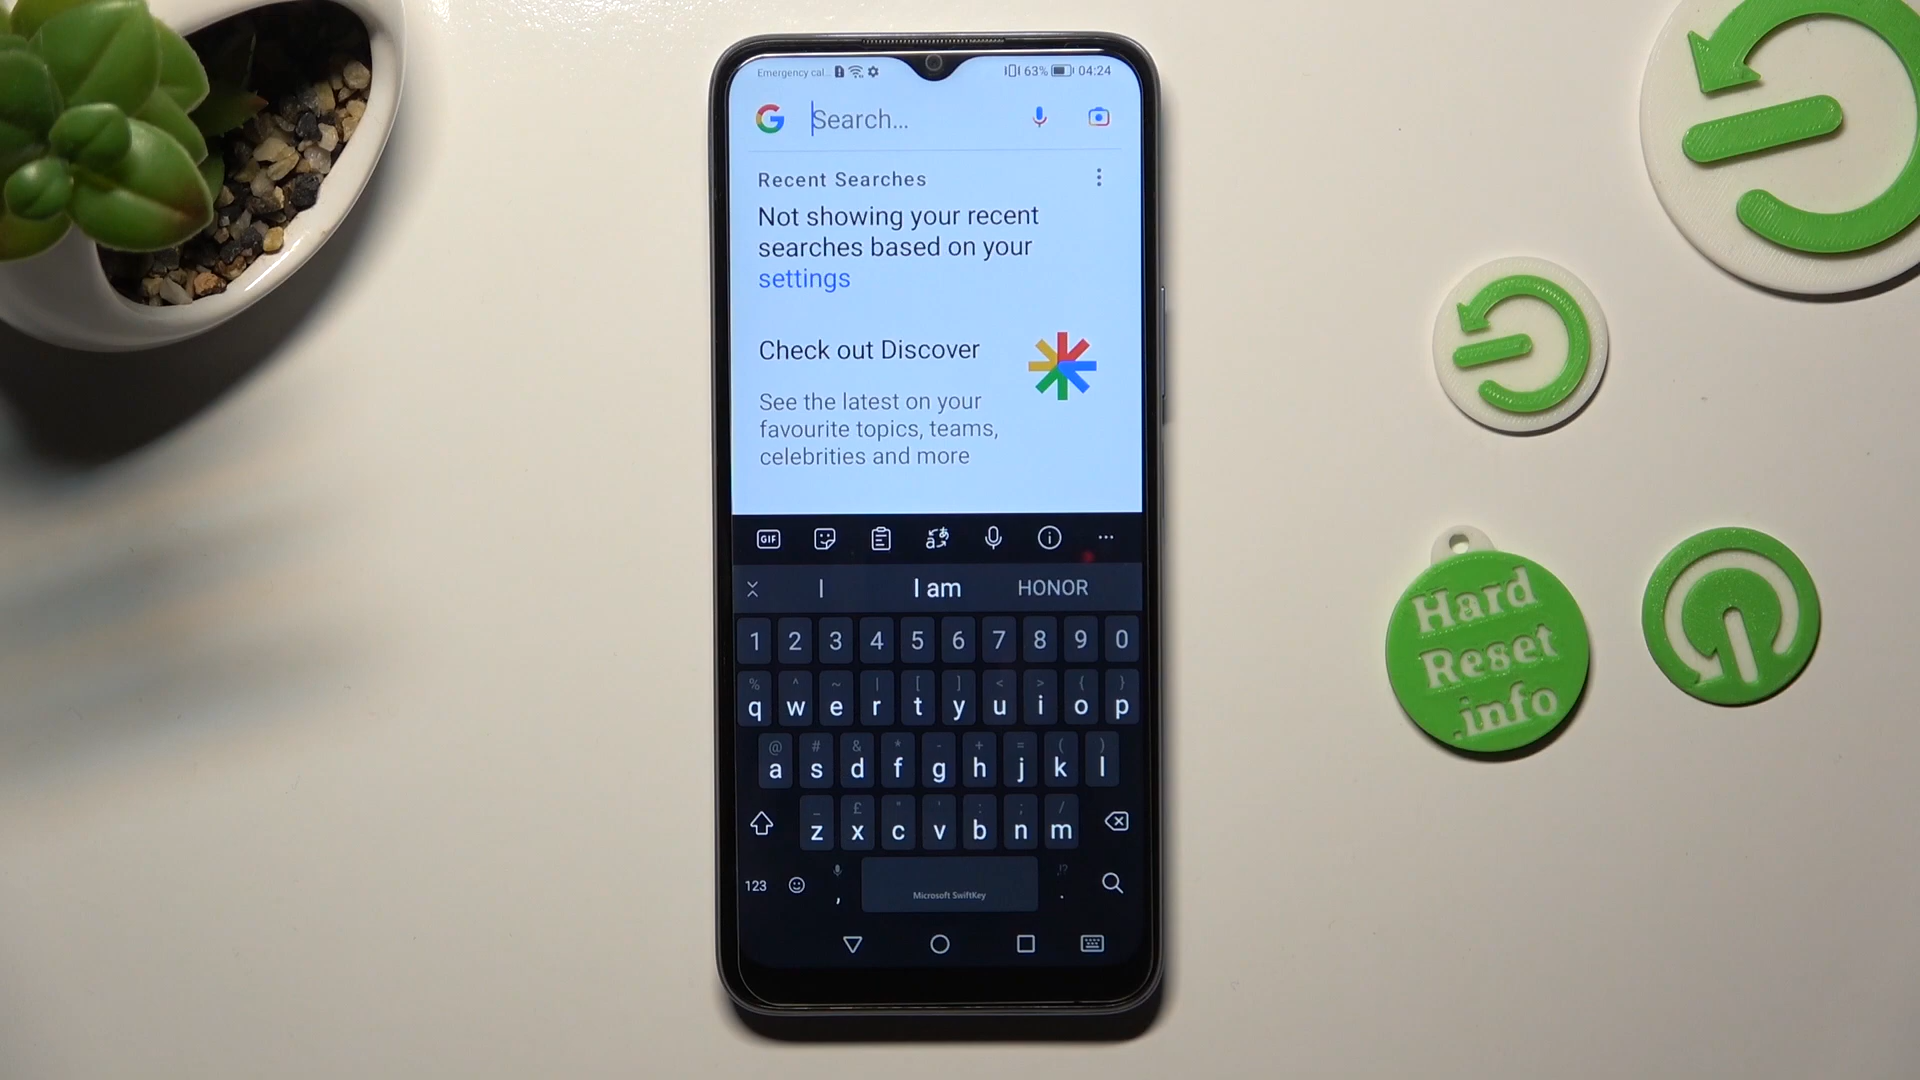 Emergency cal...
63% 04:24
Search...
Recent Searches
Not showing your recent
searches based on your
settings
Check out Discover
See the latest on your
favourite topics, teams,
celebrities and more
GIF
I
I am
HONOR
1 2 3 4 5 6 7 8 9 0
% ^ ~ | [ ] < > { }
q w e r t y u i o p
@ # & * - + = ( )
a s d f g h j k l
_ £ " ' : ; /
z x c v b n m
123 , Microsoft SwiftKey .
Hard
Reset
.info